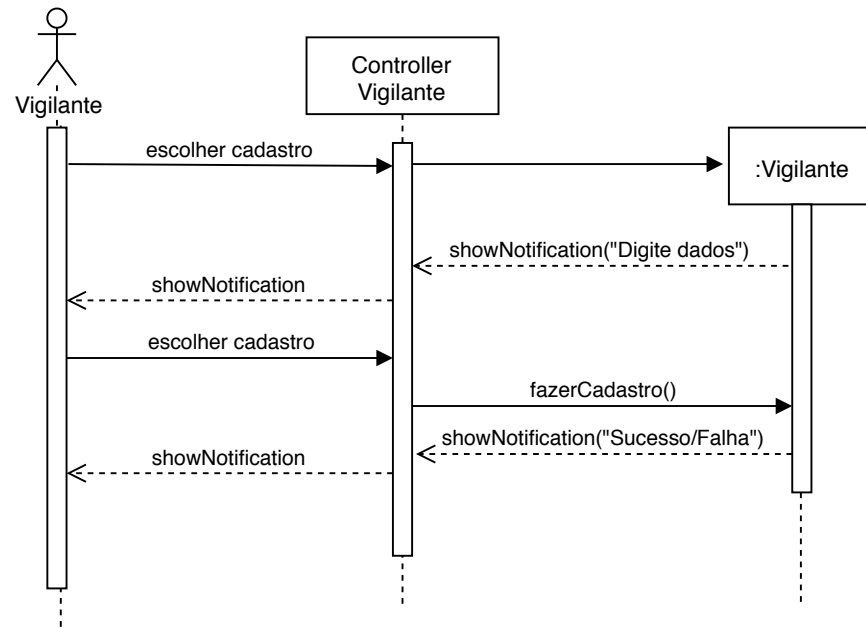 Controller
Vigilante
Vigilante
escolher cadastro
:Vigilante
showNotification("Digite dados")
showNotification
escolher cadastro
fazerCadastro()
showNotification("Sucesso/Falha")
showNotification